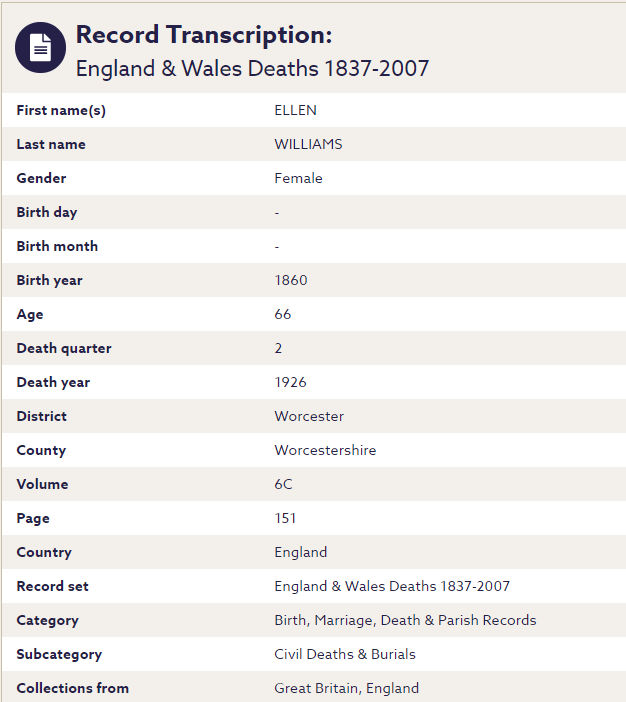 Record Transcription:
England & Wales Deaths 1837-2007
First name(s) ELLEN
Last name WILLIAMS
Gender Female
Birth day -
Birth month -
Birth year 1860
Age 66
Death quarter 2
Death year 1926
District Worcester
County Worcestershire
Volume 6C
Page 151
Country England
Record set England & Wales Deaths 1837-2007
Category Birth, Marriage, Death & Parish Records
Subcategory Civil Deaths & Burials
Collections from Great Britain, England